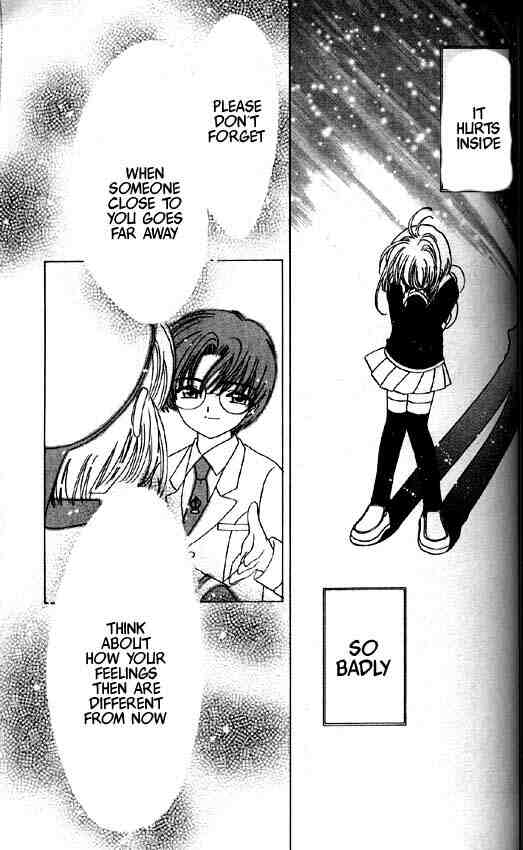 IT
HURTS
INSIDE
SO
BADLY
PLEASE
DON'T
FORGET
WHEN
SOMEONE
CLOSE TO
YOU GOES
FAR AWAY
THINK
ABOUT
HOW YOUR
FEELINGS
THEN ARE
DIFFERENT
FROM NOW